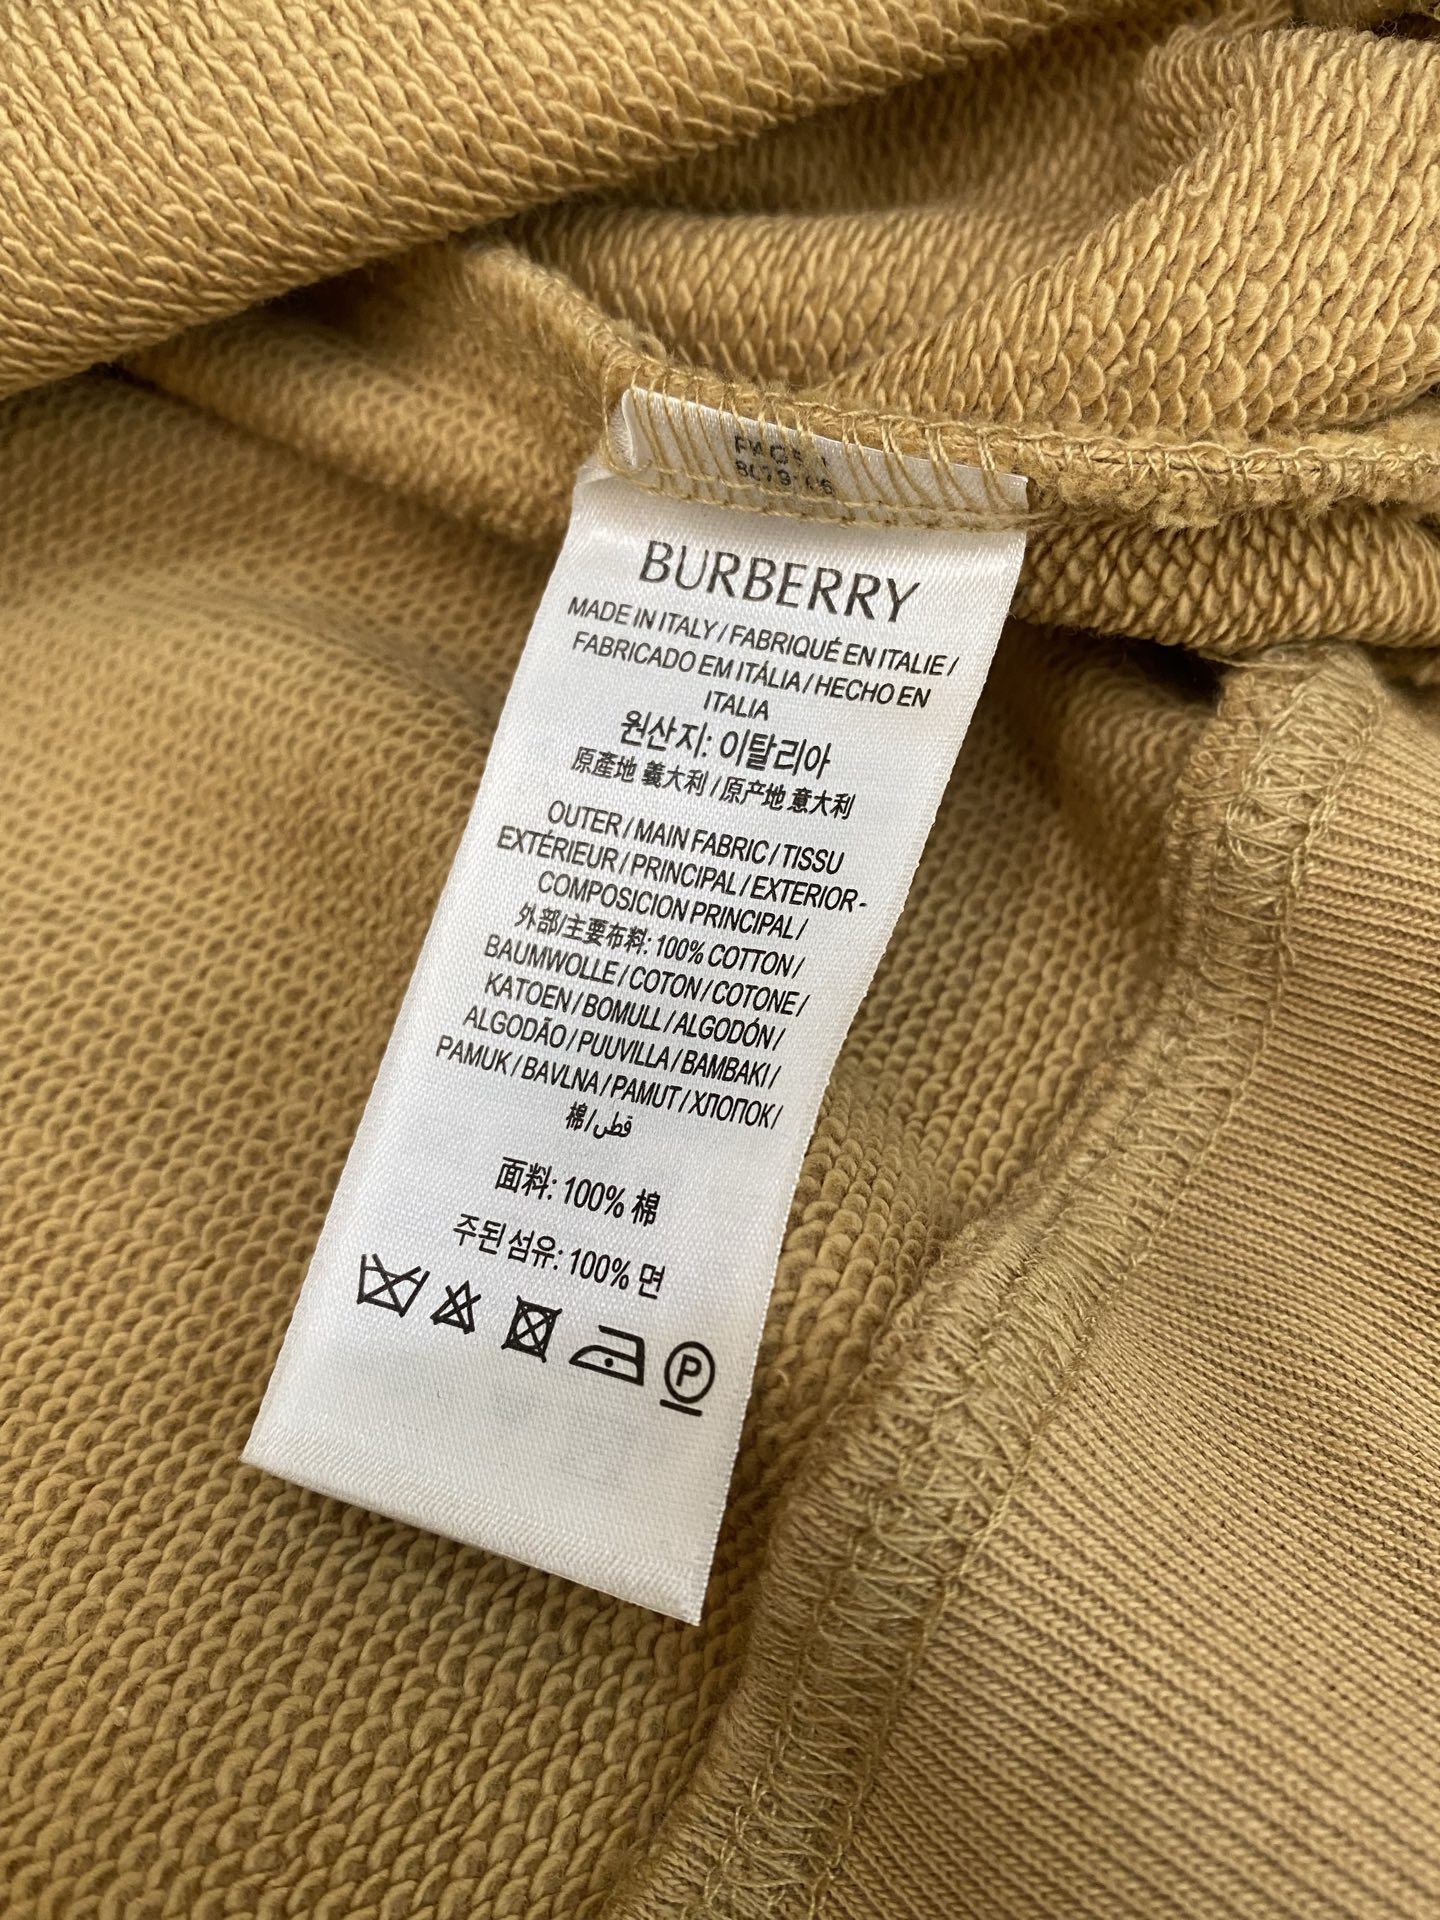 BURBERRY
MADE IN ITALY / FABRIQUÉ EN ITALIE /
FABRICADO EM ITÁLIA / HECHO EN
ITALIA
원산지: 이탈리아
原產地 義大利 / 原产地 意大利
OUTER / MAIN FABRIC / TISSU
EXTÉRIEUR / PRINCIPAL / EXTERIOR-
COMPOSICION PRINCIPAL /
外部/主要布料: 100% COTTON /
BAUMWOLLE / COTON / COTONE /
KATOEN / BOMULL / ALGODÓN /
ALGODÃO / PUUVILLA / BAMBAKI /
PAMUK / BAVLNA / PAMUT / ХЛОПОК /
棉/قطن
面料: 100% 棉
주된 섬유: 100% 면
P